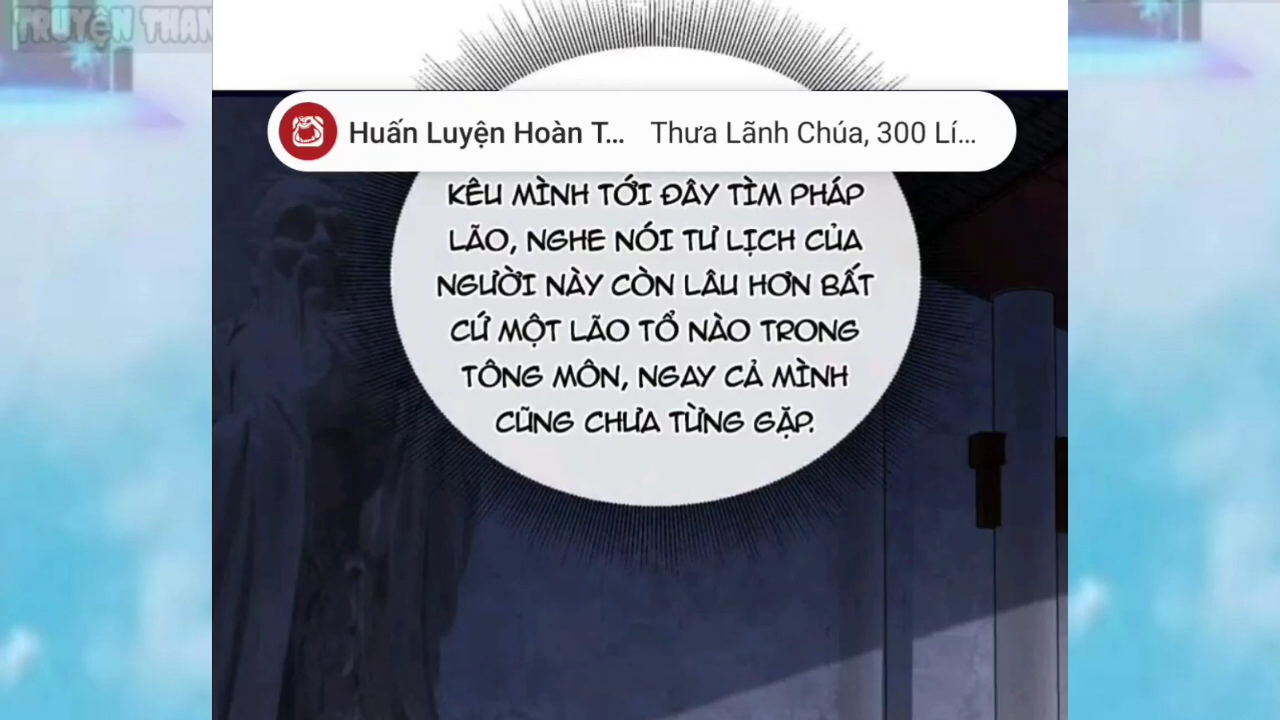 TRUYỆN THAN
Huấn Luyện Hoàn T... Thưa Lãnh Chúa, 300 Lí...
KÊU MÌNH TỚI ĐÂY TÌM PHÁP
LÃO, NGHE NÓI TƯ LỊCH CỦA
NGƯỜI NÀY CÒN LÂU HƠN BẤT
CỨ MỘT LÃO TỔ NÀO TRONG
TÔNG MÔN, NGAY CẢ MÌNH
CŨNG CHƯA TỪNG GẶP.